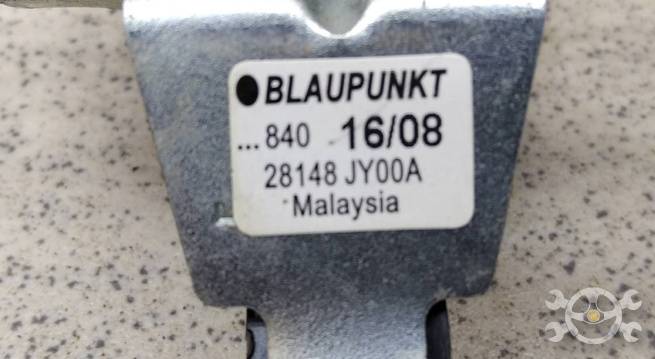 BLAUPUNKT
...840 16/08
28148 JY00A
Malaysia